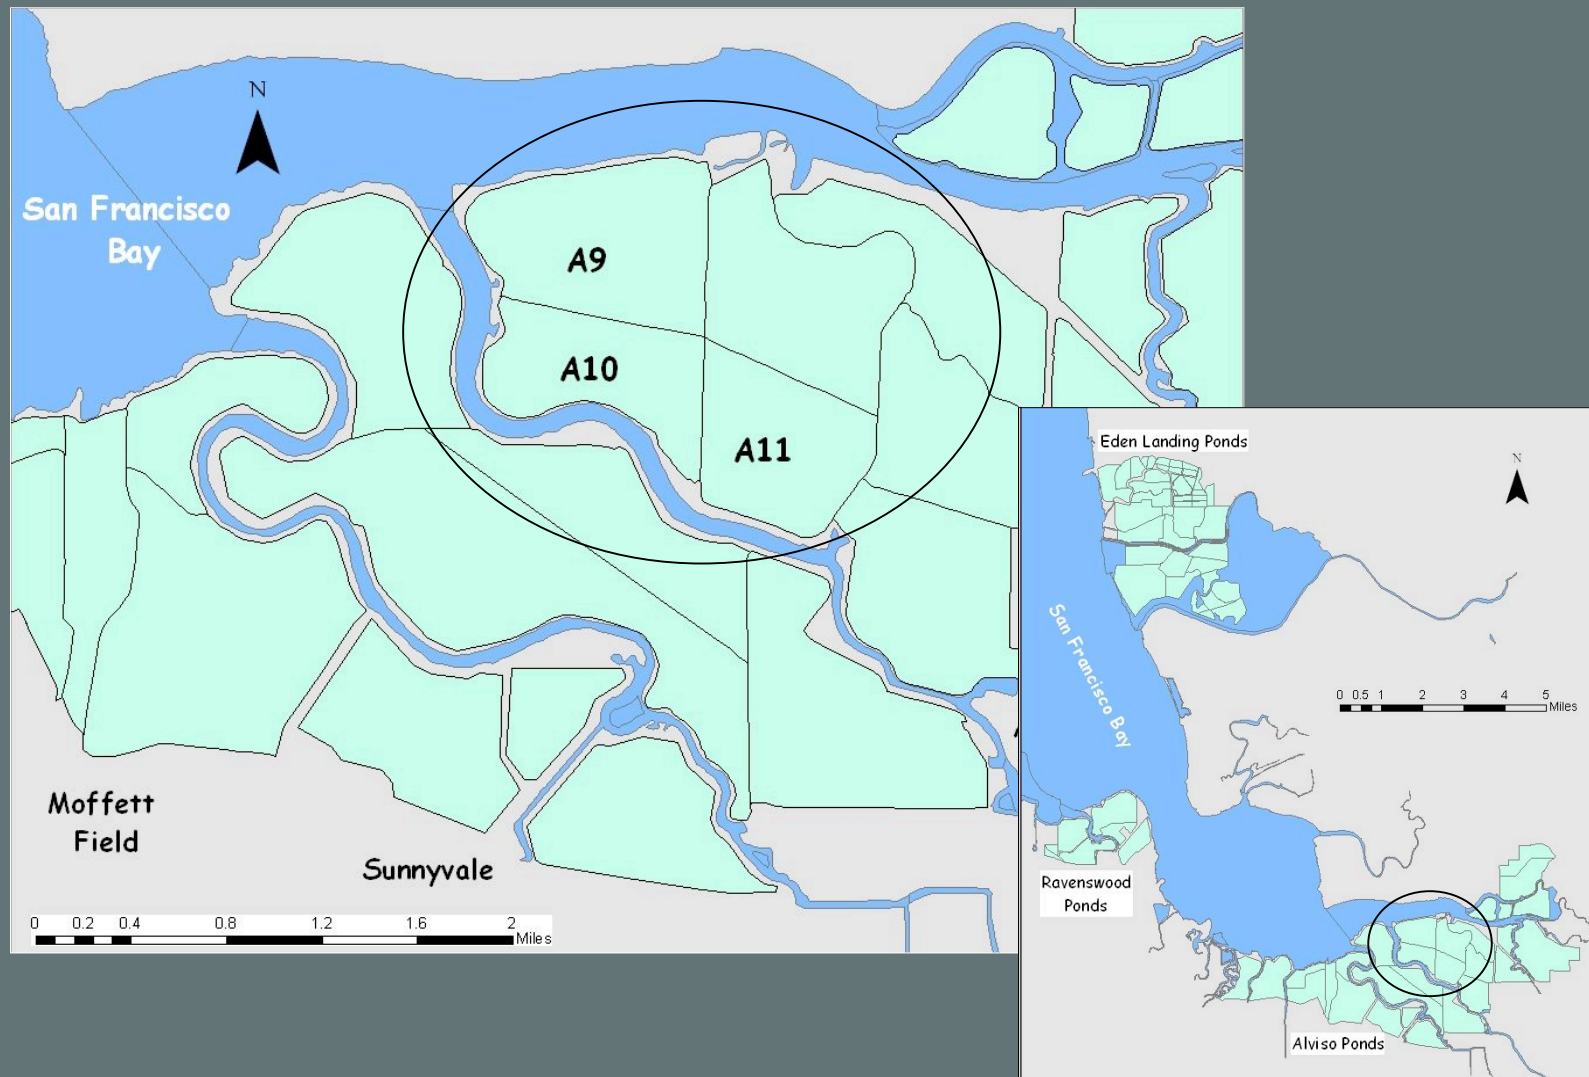 N
San Francisco
Bay
A9
A10
A11
Moffett
Field
Sunnyvale
0 0.2 0.4 0.8 1.2 1.6 2
Miles
Eden Landing Ponds
N
San Francisco Bay
0 0.5 1 2 3 4 5
Miles
Ravenswood
Ponds
Alviso Ponds